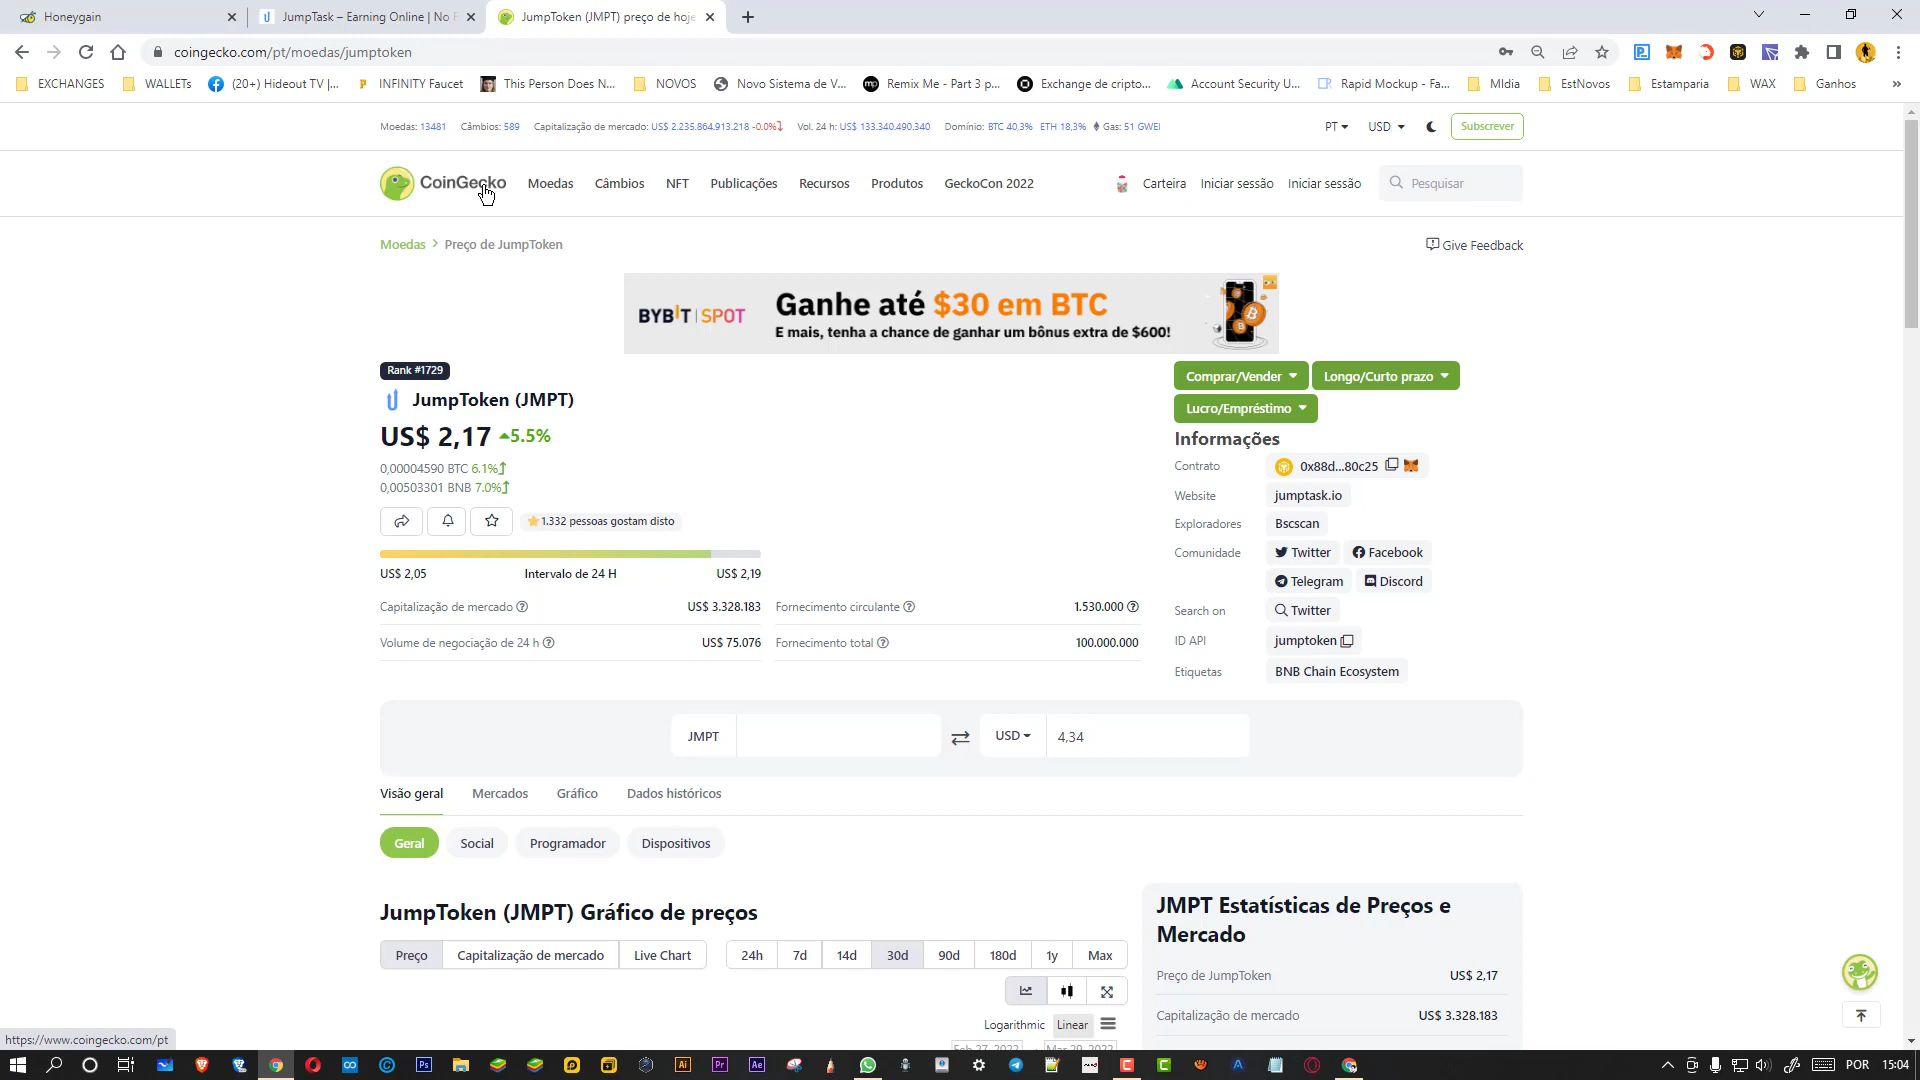 Honeygain
JumpTask – Earning Online | No F
JumpToken (JMPT) preço de hoje
coingecko.com/pt/moedas/jumptoken
EXCHANGES
WALLETs
(20+) Hideout TV |...
INFINITY Faucet
This Person Does N...
NOVOS
Novo Sistema de V...
Remix Me - Part 3 p...
Exchange de cripto...
Account Security U...
Rapid Mockup - Fa...
MIdia
EstNovos
Estamparia
WAX
Ganhos
»
Moedas: 13481
Câmbios: 589
Capitalização de mercado: US$ 2.235.864.913.218 -0.0%
Vol. 24 h: US$ 133.340.490.340
Domínio: BTC 40,3% ETH 18,3%
Gas: 51 GWEI
PT
USD
Subscrever
CoinGecko
Moedas
Câmbios
NFT
Publicações
Recursos
Produtos
GeckoCon 2022
Carteira
Iniciar sessão
Iniciar sessão
Pesquisar
Moedas > Preço de JumpToken
Give Feedback
BYBIT | SPOT
Ganhe até $30 em BTC
E mais, tenha a chance de ganhar um bônus extra de $600!
Rank #1729
JumpToken (JMPT)
US$ 2,17 5.5%
0,00004590 BTC 6.1%
0,00503301 BNB 7.0%
1.332 pessoas gostam disto
US$ 2,05
Intervalo de 24 H
US$ 2,19
Capitalização de mercado
US$ 3.328.183
Fornecimento circulante
1.530.000
Volume de negociação de 24 h
US$ 75.076
Fornecimento total
100.000.000
Comprar/Vender
Longo/Curto prazo
Lucro/Empréstimo
Informações
Contrato
0x88d...80c25
Website
jumptask.io
Exploradores
Bscscan
Comunidade
Twitter
Facebook
Telegram
Discord
Search on
Twitter
ID API
jumptoken
Etiquetas
BNB Chain Ecosystem
JMPT
USD
4,34
Visão geral
Mercados
Gráfico
Dados históricos
Geral
Social
Programador
Dispositivos
JumpToken (JMPT) Gráfico de preços
Preço
Capitalização de mercado
Live Chart
24h
7d
14d
30d
90d
180d
1y
Max
Logarithmic
Linear
Feb 27, 2022
Mar 29, 2022
JMPT Estatísticas de Preços e
Mercado
Preço de JumpToken
US$ 2,17
Capitalização de mercado
US$ 3.328.183
https://www.coingecko.com/pt
Ps
Ai
Pr
Ae
POR
15:04